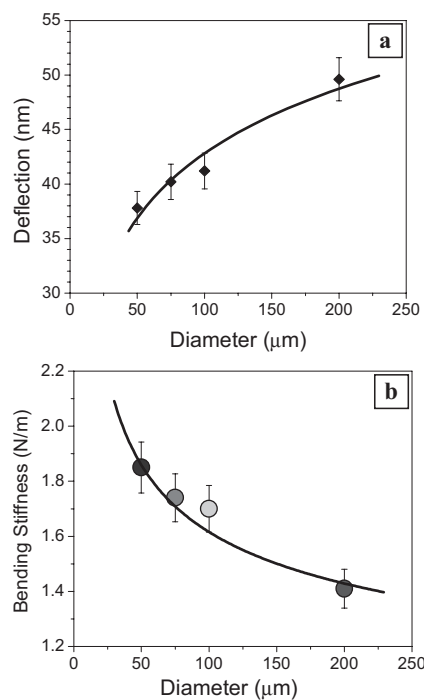 a
Deflection (nm)
55
50
45
40
35
30
0 50 100 150 200 250
Diameter (μm)
b
Bending Stiffness (N/m)
2.2
2.0
1.8
1.6
1.4
1.2
0 50 100 150 200 250
Diameter (μm)